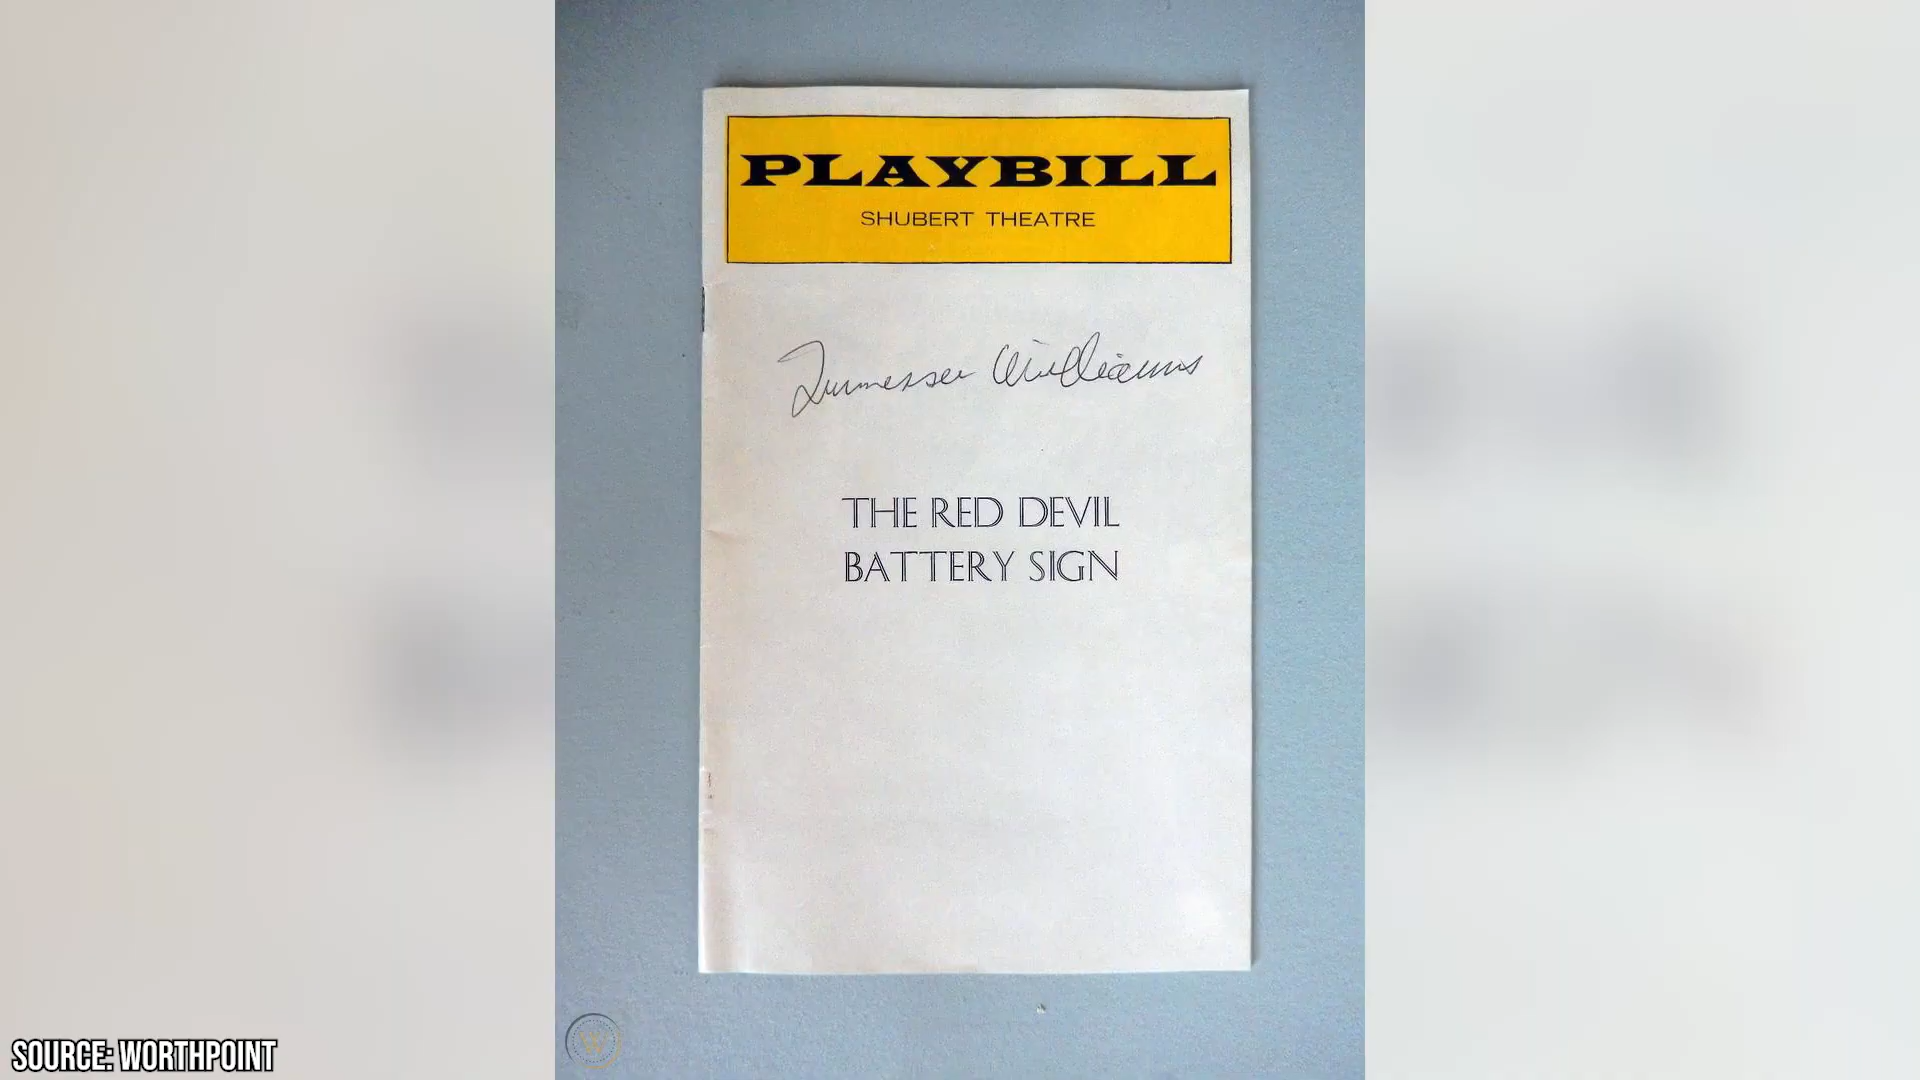 PLAYBILL
SHUBERT THEATRE
Tennessee Williams
THE RED DEVIL
BATTERY SIGN
W
SOURCE: WORTHPOINT